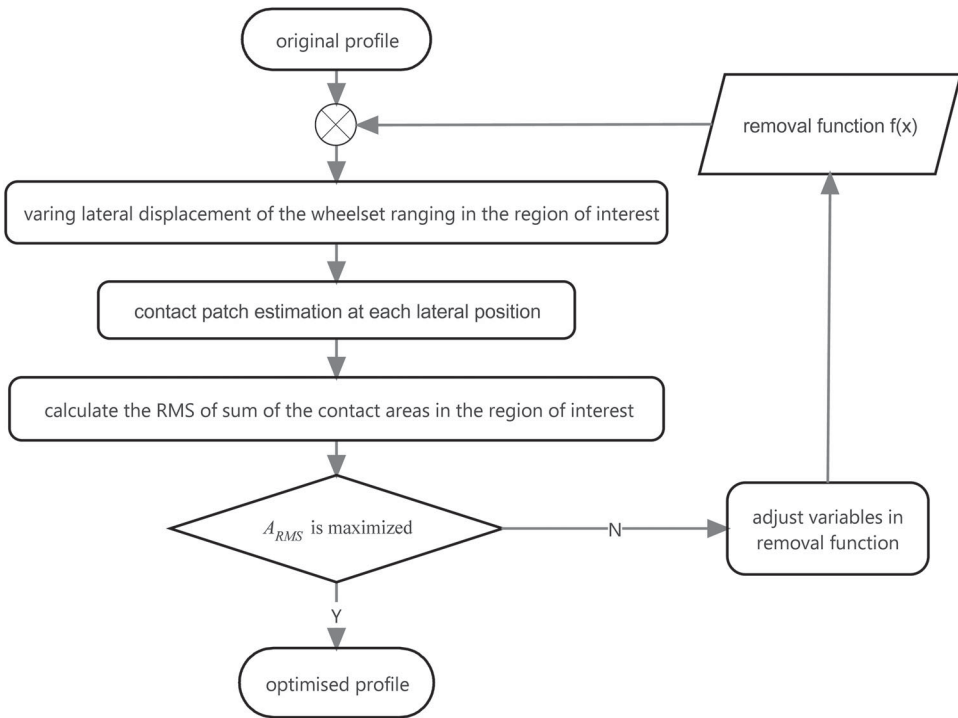 original profile
removal function f(x)
varing lateral displacement of the wheelset ranging in the region of interest
contact patch estimation at each lateral position
calculate the RMS of sum of the contact areas in the region of interest
A_RMS is maximized
N
adjust variables in
removal function
Y
optimised profile